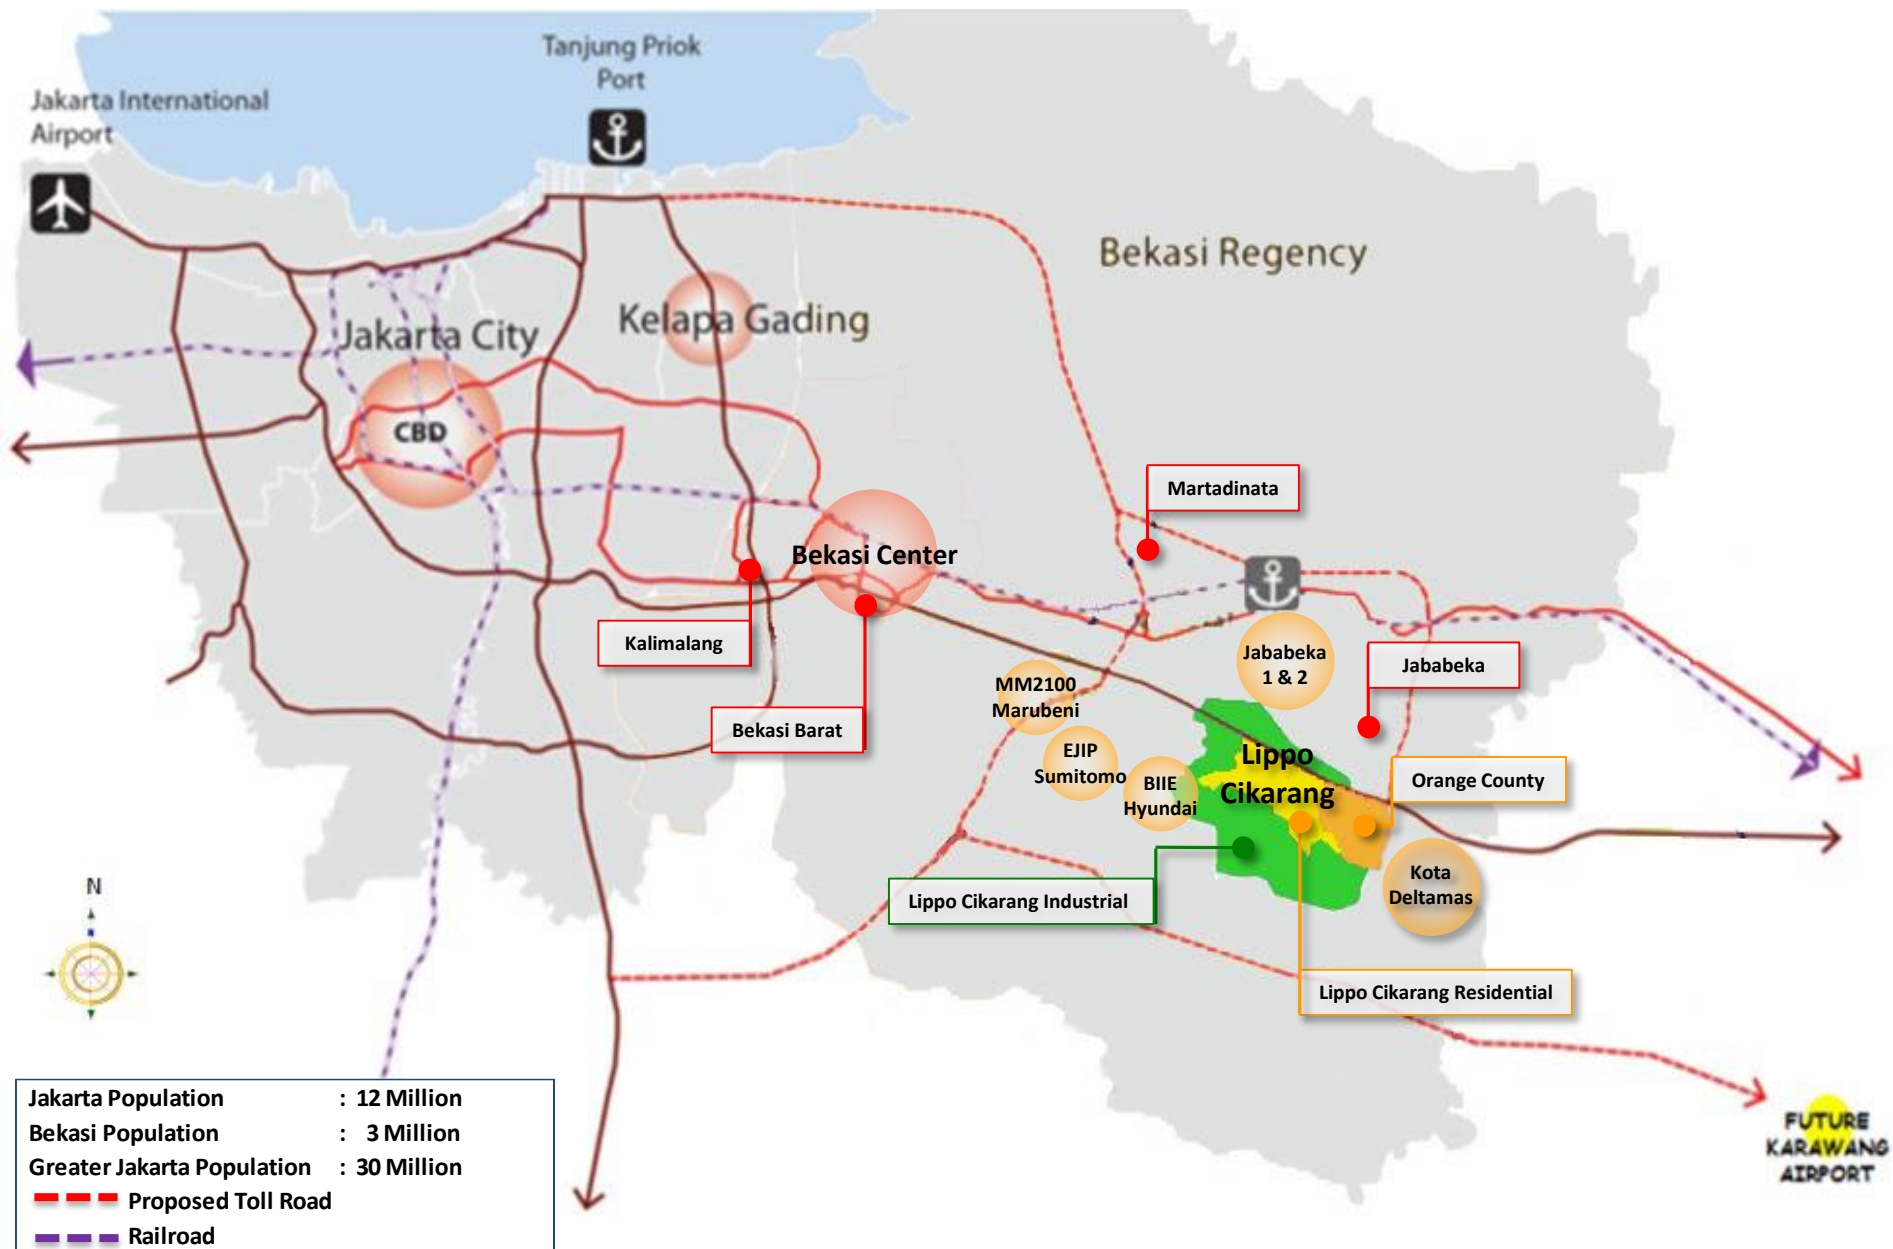 Tanjung Priok
Port
Jakarta International
Airport
Bekasi Regency
Kelapa Gading
Jakarta City
CBD
Martadinata
Bekasi Center
Kalimalang
Jababeka
1 & 2
Jababeka
MM2100
Marubeni
Bekasi Barat
EJIP
Sumitomo
BIIE
Hyundai
Lippo
Cikarang
Orange County
Kota
Deltamas
Lippo Cikarang Industrial
Lippo Cikarang Residential
N
Jakarta Population : 12 Million
Bekasi Population : 3 Million
Greater Jakarta Population : 30 Million
Proposed Toll Road
Railroad
FUTURE
KARAWANG
AIRPORT